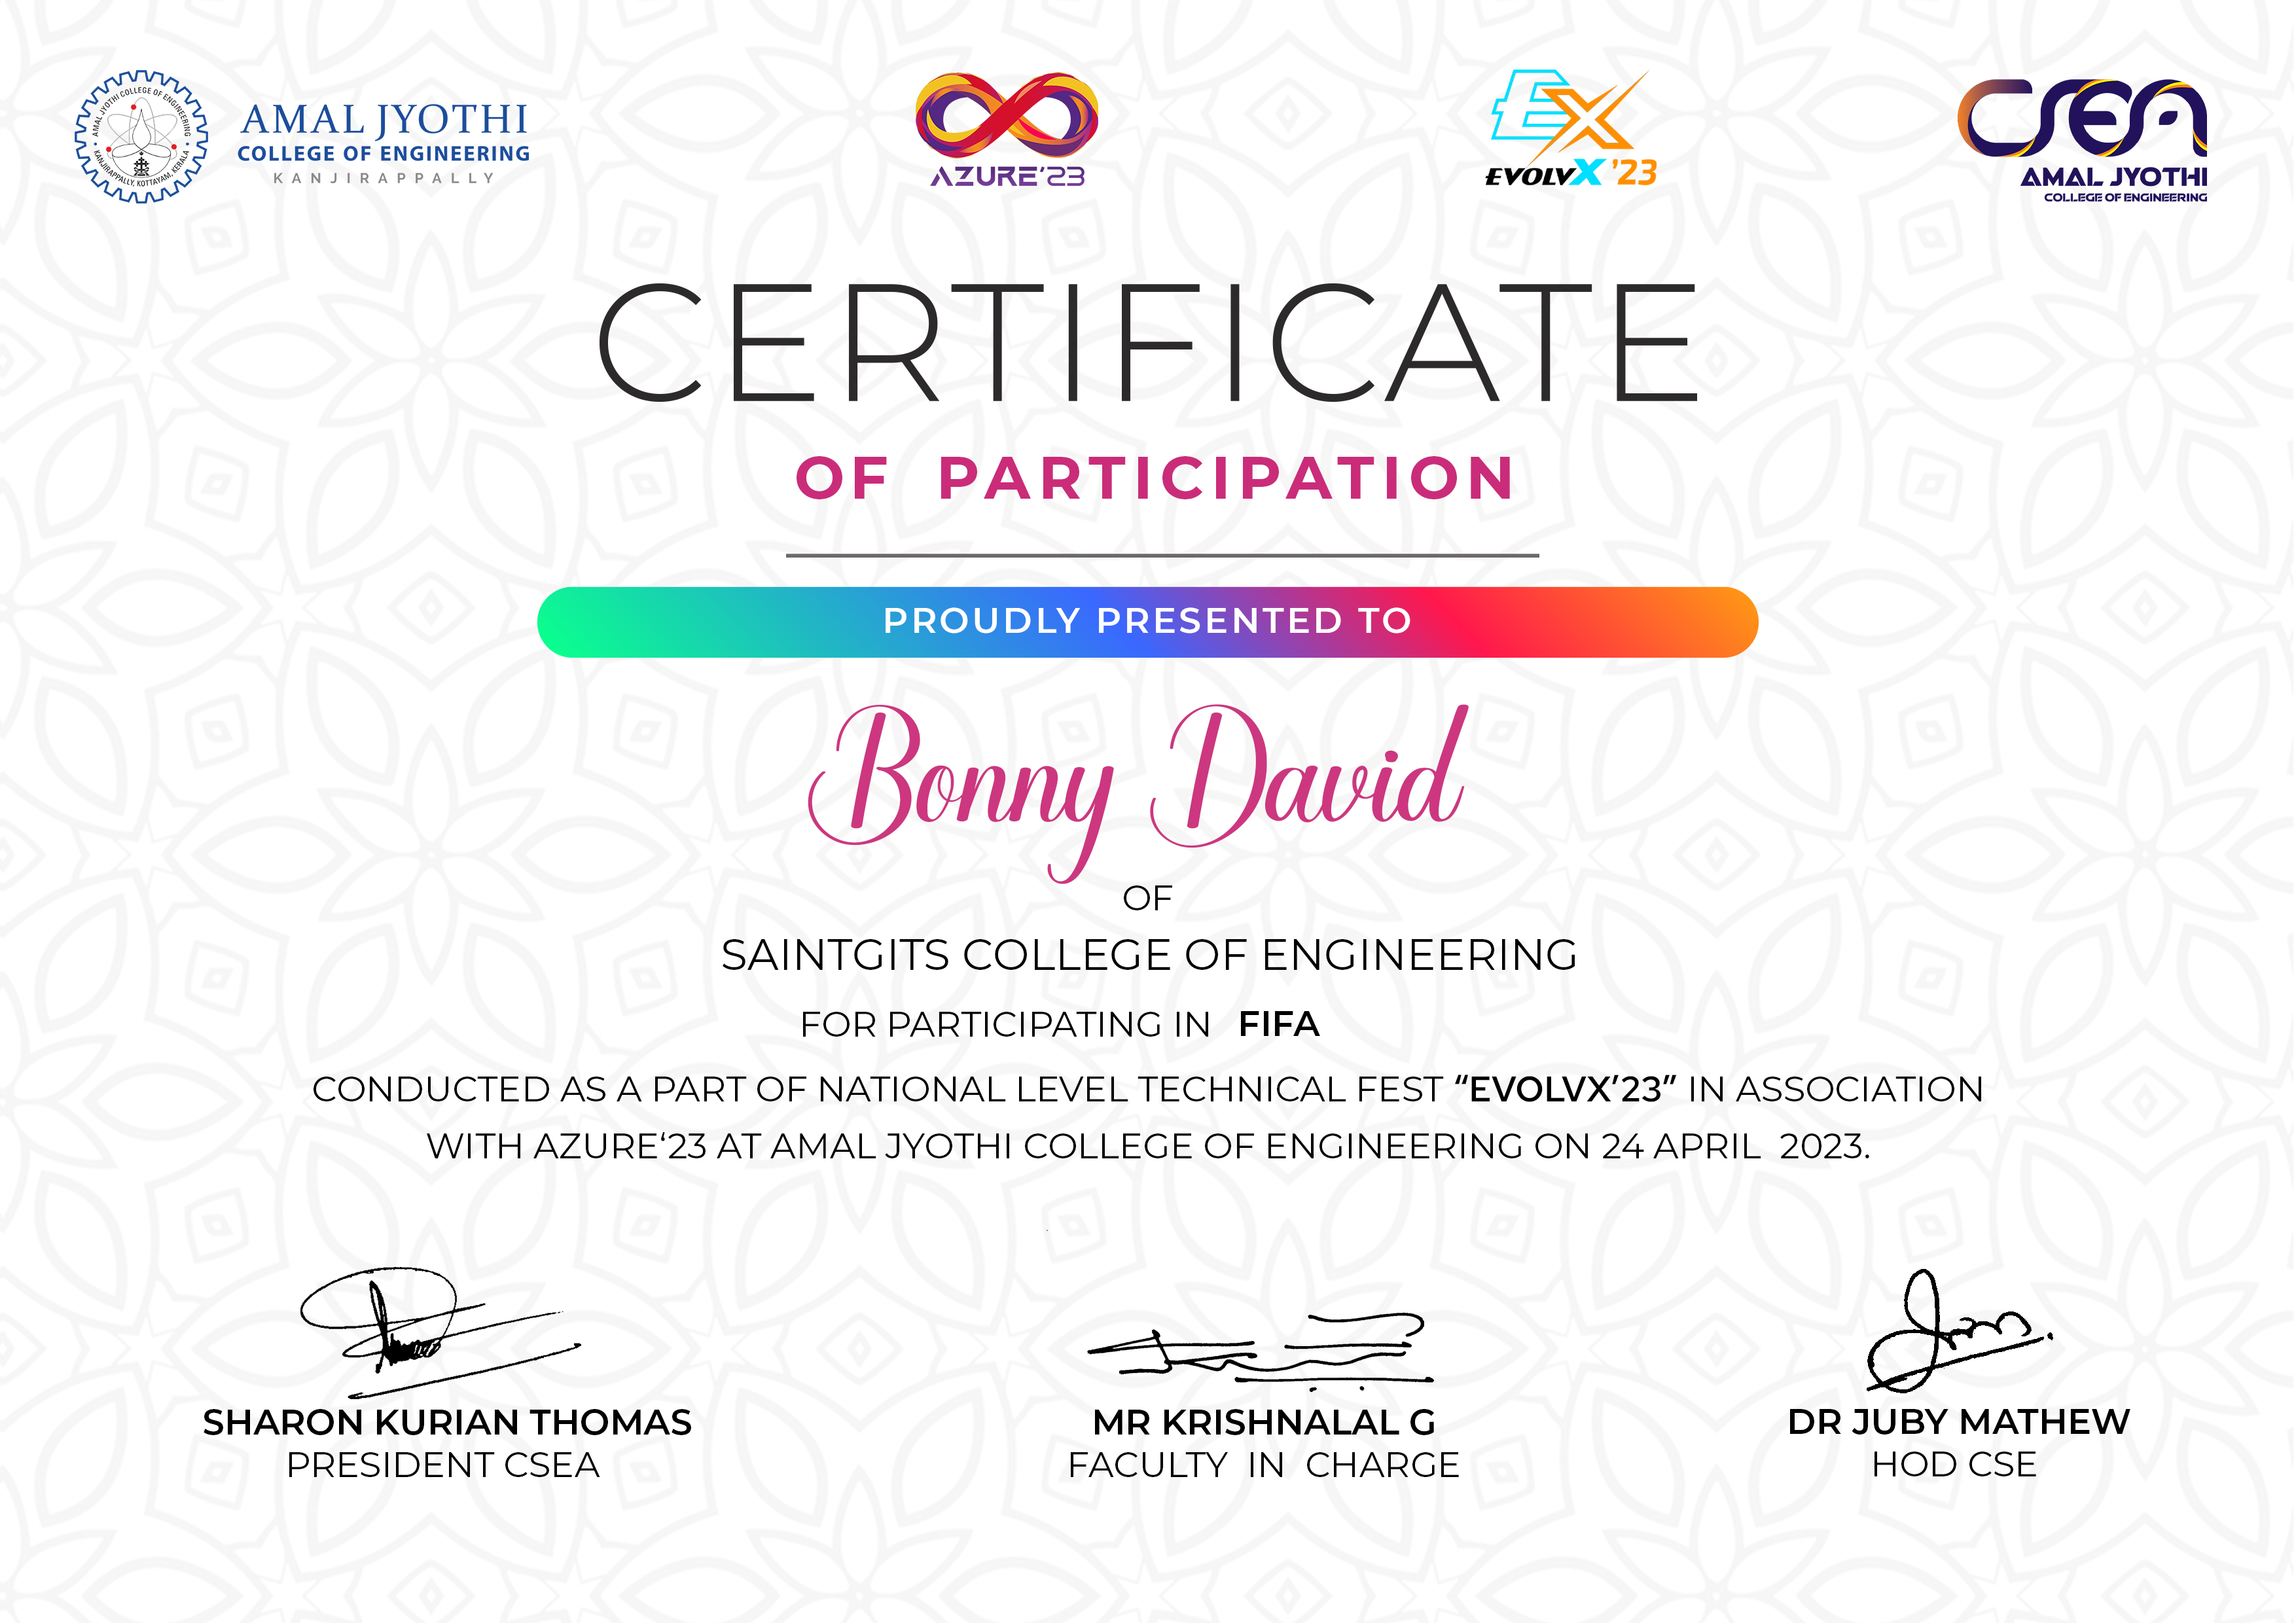 AMAL JYOTHI COLLEGE OF ENGINEERING
KANJIRAPPALLY, KOTTAYAM, KERALA
AMAL JYOTHI
COLLEGE OF ENGINEERING
KANJIRAPPALLY
AZURE'23
EX
EVOLVX '23
CSEA
AMAL JYOTHI
COLLEGE OF ENGINEERING
CERTIFICATE
OF PARTICIPATION
PROUDLY PRESENTED TO
Bonny David
OF
SAINTGITS COLLEGE OF ENGINEERING
FOR PARTICIPATING IN FIFA
CONDUCTED AS A PART OF NATIONAL LEVEL TECHNICAL FEST “EVOLVX’23” IN ASSOCIATION
WITH AZURE‘23 AT AMAL JYOTHI COLLEGE OF ENGINEERING ON 24 APRIL 2023.
SHARON KURIAN THOMAS
PRESIDENT CSEA
MR KRISHNALAL G
FACULTY IN CHARGE
DR JUBY MATHEW
HOD CSE